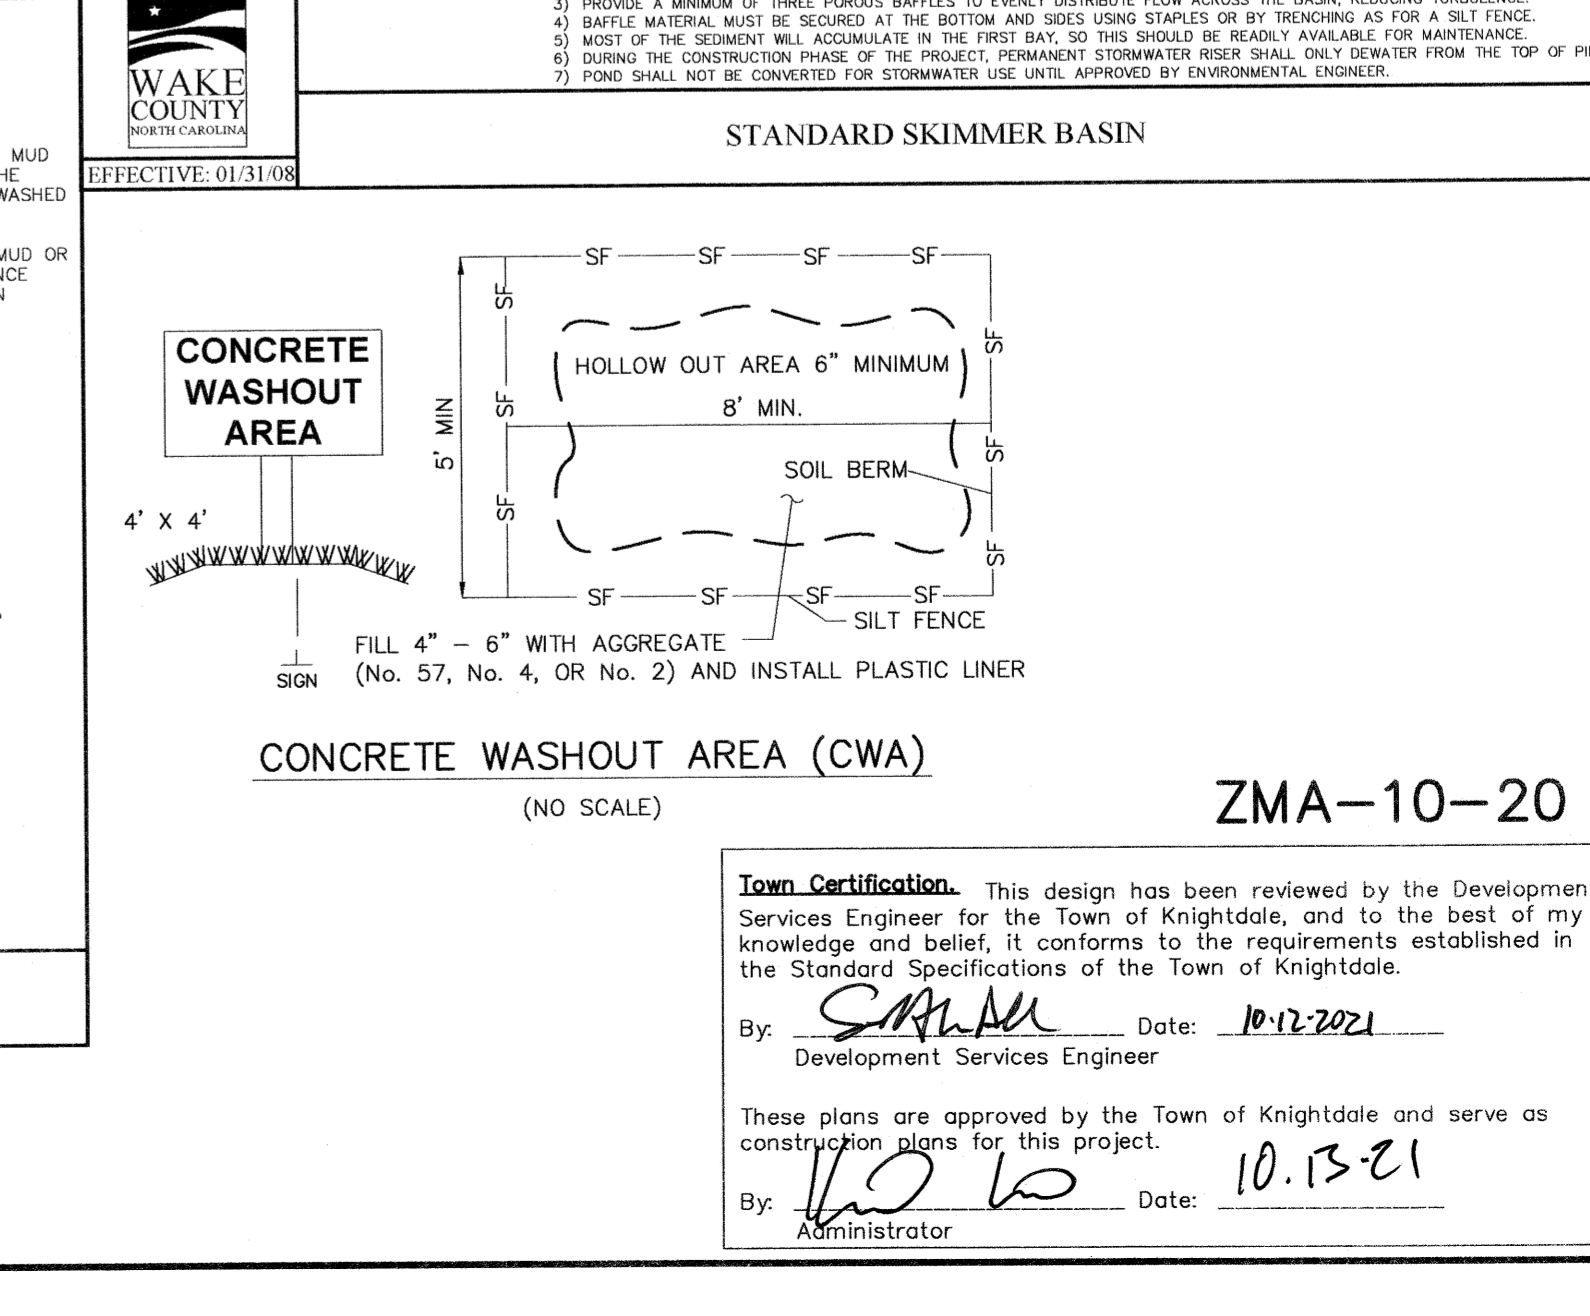 3) PROVIDE A MINIMUM OF THREE POROUS BAFFLES TO EVENLY DISTRIBUTE FLOW ACROSS THE BASIN, REDUCING TURBULENCE.
4) BAFFLE MATERIAL MUST BE SECURED AT THE BOTTOM AND SIDES USING STAPLES OR BY TRENCHING AS FOR A SILT FENCE.
5) MOST OF THE SEDIMENT WILL ACCUMULATE IN THE FIRST BAY, SO THIS SHOULD BE READILY AVAILABLE FOR MAINTENANCE.
6) DURING THE CONSTRUCTION PHASE OF THE PROJECT, PERMANENT STORMWATER RISER SHALL ONLY DEWATER FROM THE TOP OF
7) POND SHALL NOT BE CONVERTED FOR STORMWATER USE UNTIL APPROVED BY ENVIRONMENTAL ENGINEER.
WAKE
COUNTY
NORTH CAROLINA
EFFECTIVE: 01/31/08
STANDARD SKIMMER BASIN
MUD
HE
WASHED
MUD OR
NCE
N
SF SF SF SF
SF
SF
SF
SF
SF
SF
CONCRETE
WASHOUT
AREA
4' X 4'
SIGN
5' MIN
HOLLOW OUT AREA 6" MINIMUM
8' MIN.
SOIL BERM
SF SF SF SF
SILT FENCE
FILL 4" – 6" WITH AGGREGATE
(No. 57, No. 4, OR No. 2) AND INSTALL PLASTIC LINER
CONCRETE WASHOUT AREA (CWA)
(NO SCALE)
ZMA–10–20
Town Certification. This design has been reviewed by the Developmen
Services Engineer for the Town of Knightdale, and to the best of my
knowledge and belief, it conforms to the requirements established in
the Standard Specifications of the Town of Knightdale.
By: Date: 10-12-2021
Development Services Engineer
These plans are approved by the Town of Knightdale and serve as
construction plans for this project.
By: Date: 10.13-21
Administrator